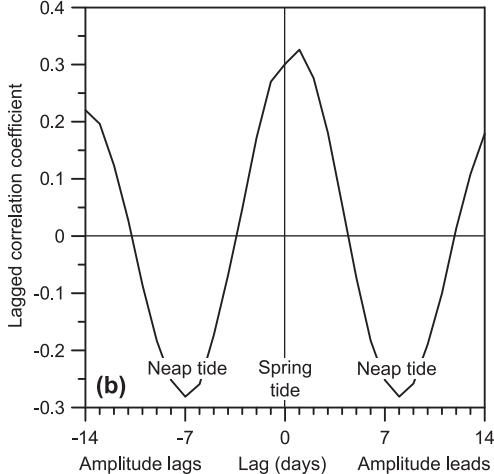 0.4
0.3
0.2
0.1
0
-0.1
-0.2
-0.3
Lagged correlation coefficient
Neap tide
Spring
tide
Neap tide
(b)
-14
-7
0
7
14
Amplitude lags
Lag (days)
Amplitude leads